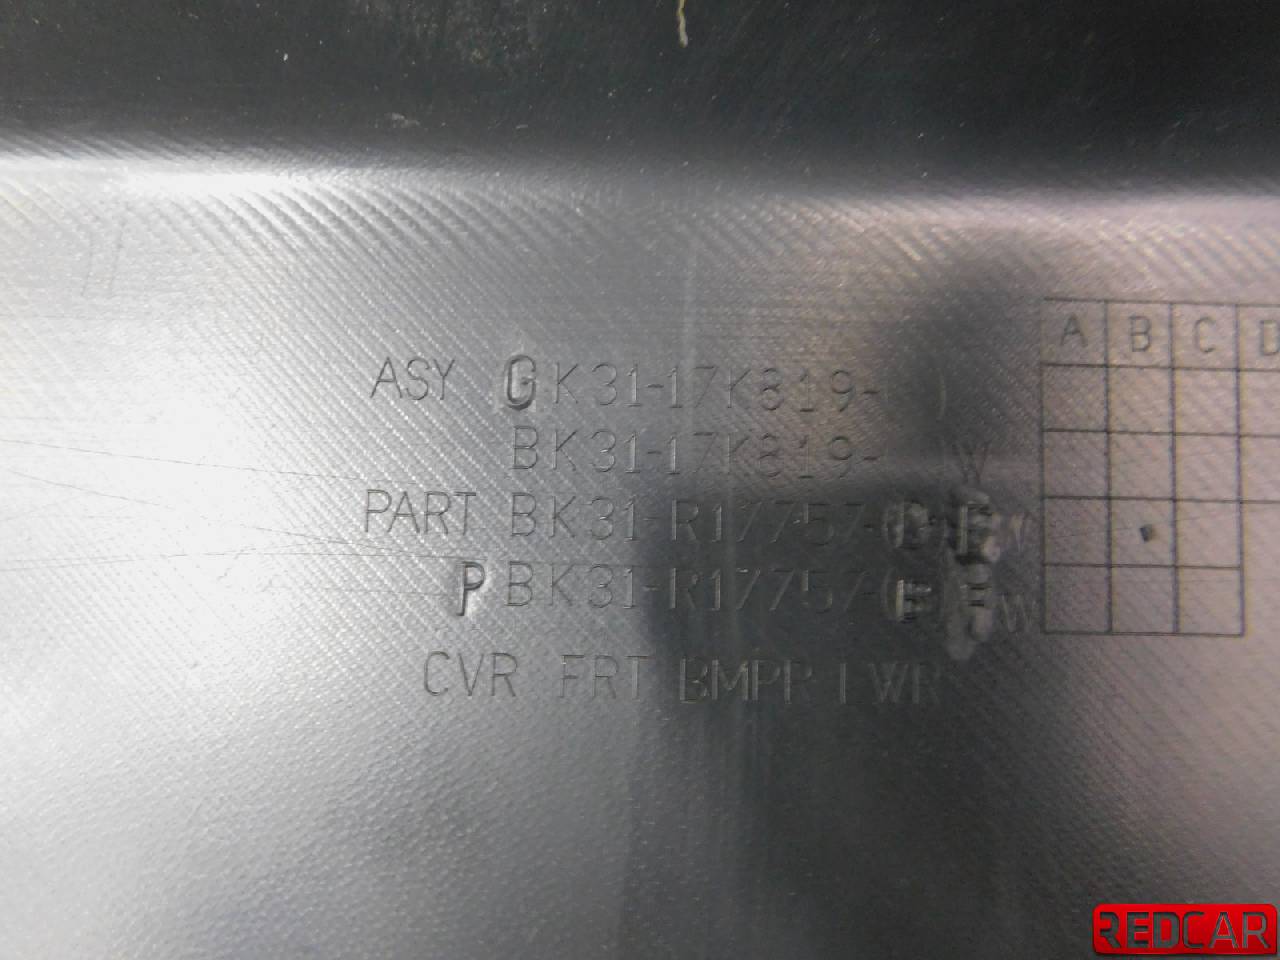 ASY GK31-17K819-( )
BK31-17K819- W
PART BK31-R17757-
P BK31-R17757-
CVR FRT BMPR LWR
A B C D
REDCAR